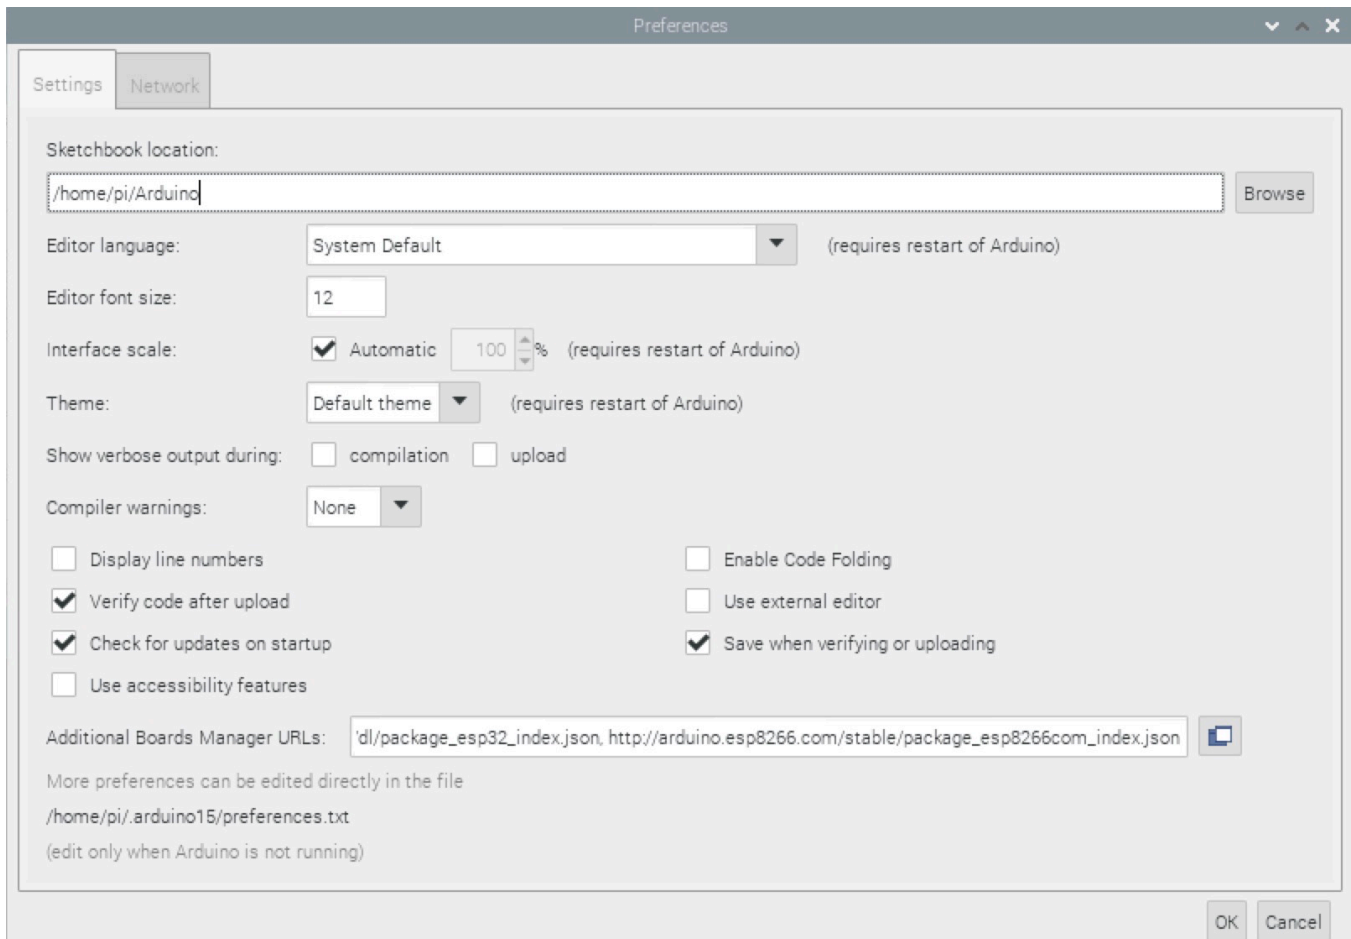 Preferences
Settings Network
Sketchbook location:
/home/pi/Arduino Browse
Editor language: System Default (requires restart of Arduino)
Editor font size: 12
Interface scale: Automatic 100 % (requires restart of Arduino)
Theme: Default theme (requires restart of Arduino)
Show verbose output during: compilation upload
Compiler warnings: None
Display line numbers Enable Code Folding
Verify code after upload Use external editor
Check for updates on startup Save when verifying or uploading
Use accessibility features
Additional Boards Manager URLs: dl/package_esp32_index.json, http://arduino.esp8266.com/stable/package_esp8266com_index.json
More preferences can be edited directly in the file
/home/pi/.arduino15/preferences.txt
(edit only when Arduino is not running)
OK Cancel